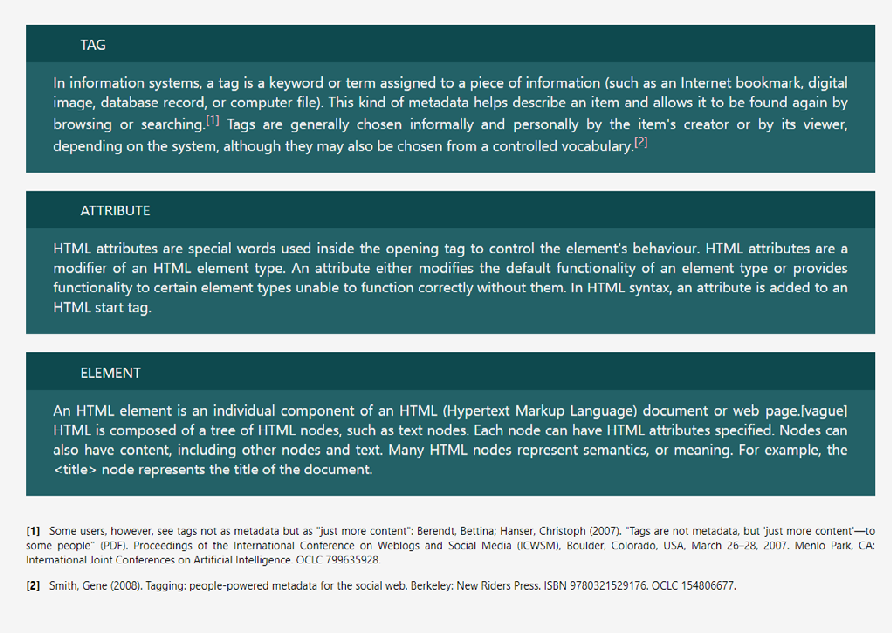 TAG
In information systems, a tag is a keyword or term assigned to a piece of information (such as an Internet bookmark, digital
image, database record, or computer file). This kind of metadata helps describe an item and allows it to be found again by
browsing or searching.[1] Tags are generally chosen informally and personally by the item's creator or by its viewer,
depending on the system, although they may also be chosen from a controlled vocabulary.[2]
ATTRIBUTE
HTML attributes are special words used inside the opening tag to control the element's behaviour. HTML attributes are a
modifier of an HTML element type. An attribute either modifies the default functionality of an element type or provides
functionality to certain element types unable to function correctly without them. In HTML syntax, an attribute is added to an
HTML start tag.
ELEMENT
An HTML element is an individual component of an HTML (Hypertext Markup Language) document or web page.[vague]
HTML is composed of a tree of HTML nodes, such as text nodes. Each node can have HTML attributes specified. Nodes can
also have content, including other nodes and text. Many HTML nodes represent semantics, or meaning. For example, the
<title> node represents the title of the document.
[1] Some users, however, see tags not as metadata but as "just more content": Berendt, Bettina; Hanser, Christoph (2007). "Tags are not metadata, but 'just more content'—to
some people" (PDF). Proceedings of the International Conference on Weblogs and Social Media (ICWSM), Boulder, Colorado, USA, March 26–28, 2007. Menlo Park, CA:
International Joint Conferences on Artificial Intelligence. OCLC 799635928.
[2] Smith, Gene (2008). Tagging: people-powered metadata for the social web. Berkeley: New Riders Press. ISBN 9780321529176. OCLC 154806677.